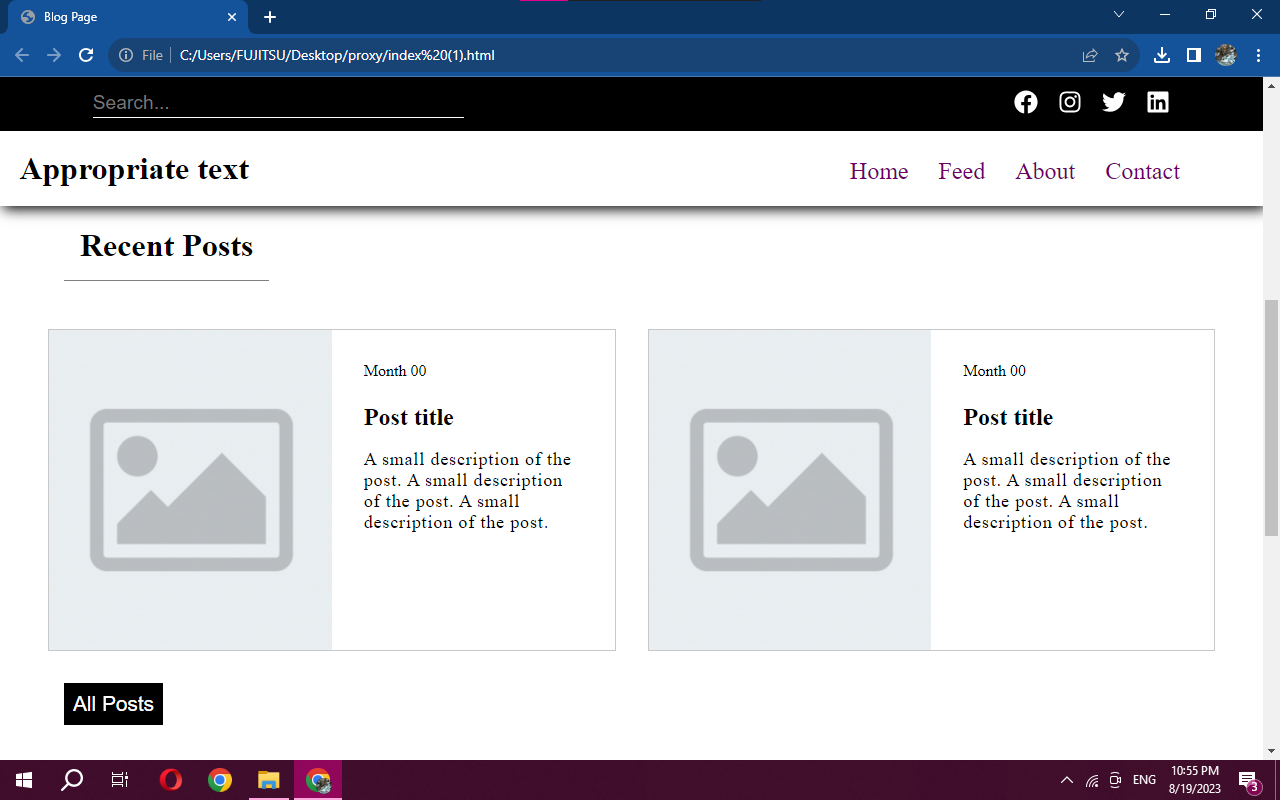 Blog Page
File
C:/Users/FUJITSU/Desktop/proxy/index%20(1).html
Search...
Appropriate text
Home Feed About Contact
Recent Posts
Month 00
Post title
A small description of the
post. A small description
of the post. A small
description of the post.
Month 00
Post title
A small description of the
post. A small description
of the post. A small
description of the post.
All Posts
ENG
10:55 PM
8/19/2023
3